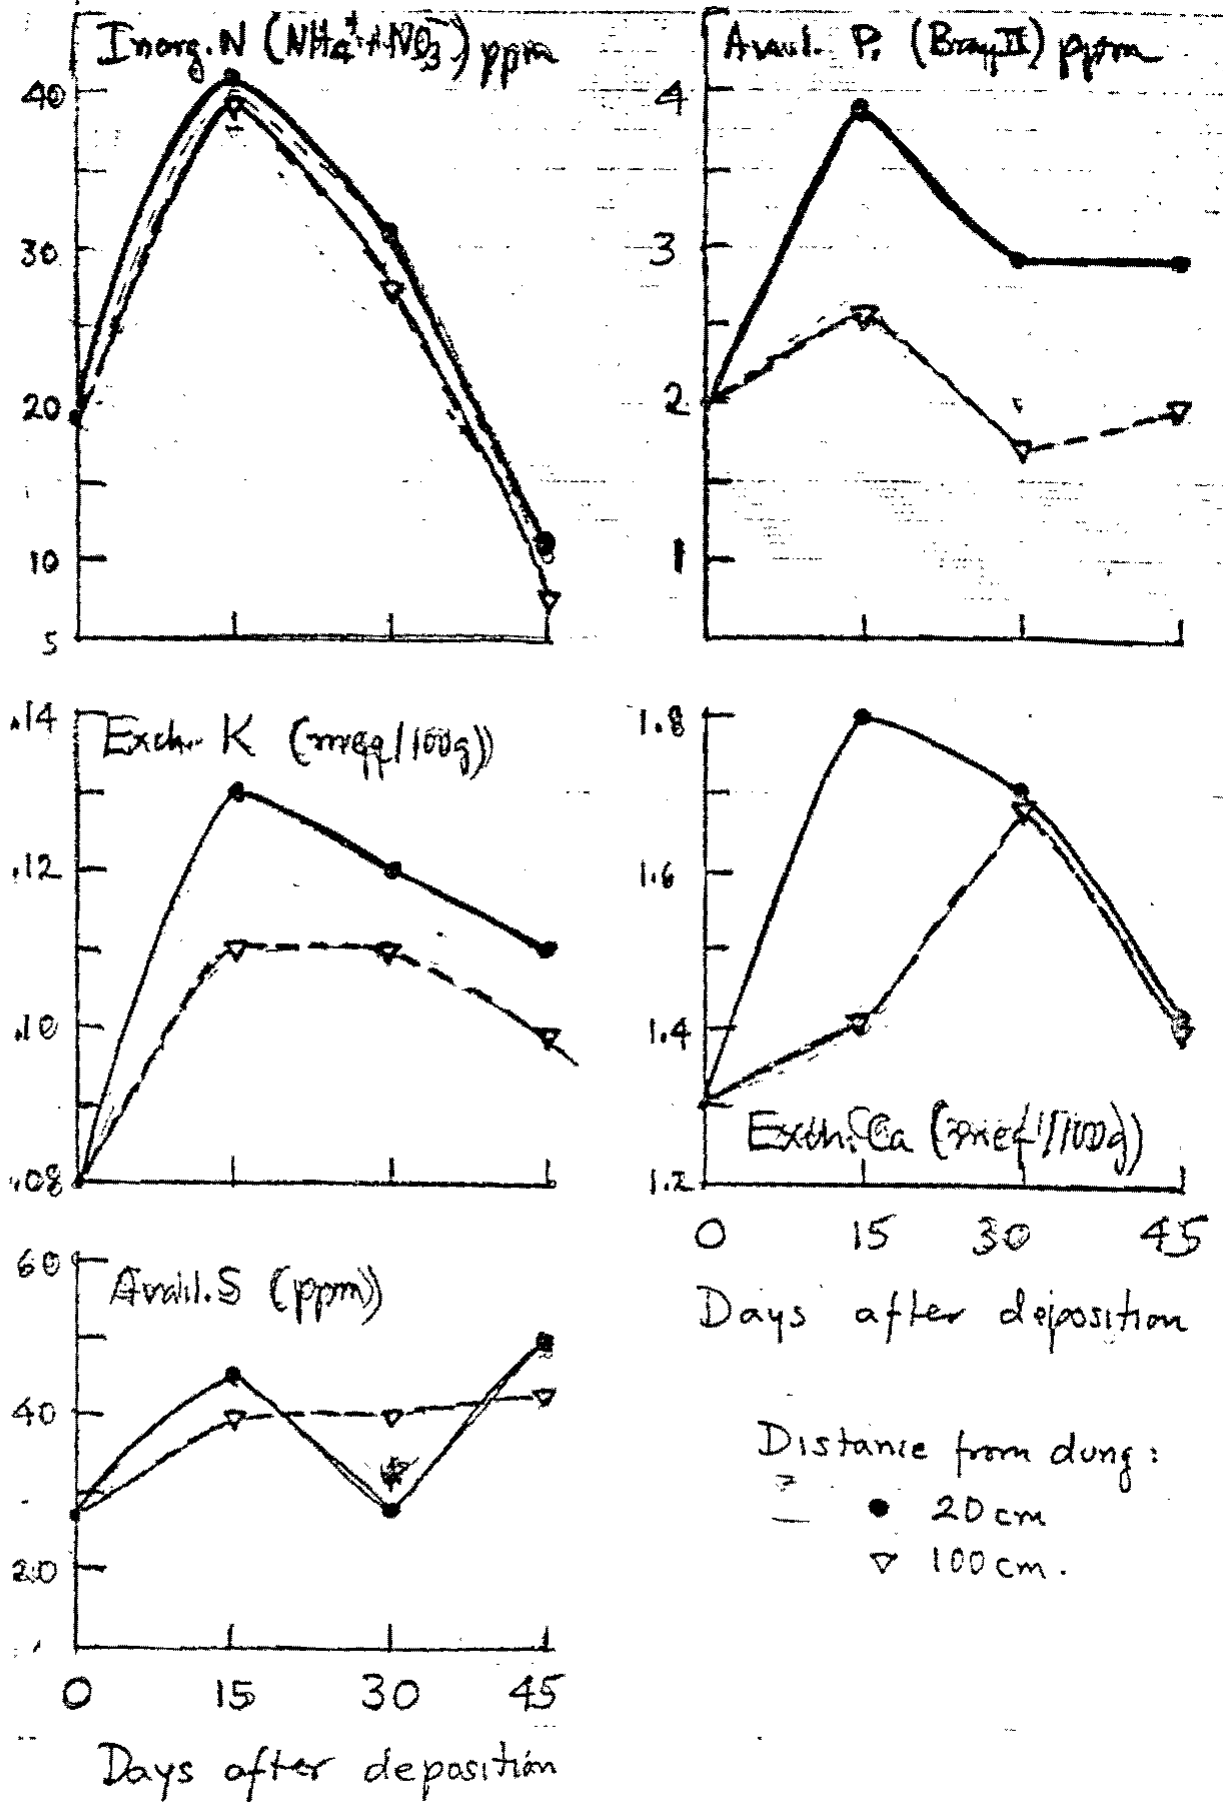 Inorg. N (NH4+ + NO3-) ppm
40
30
20
10
5
Avail. P. (Bray II) ppm
4
3
2
1
Exch. K (meq/100g)
.14
.12
.10
.08
1.8
1.6
1.4
1.2
Exch. Ca (meq/100g)
0 15 30 45
Days after deposition
Avail. S (ppm)
60
40
20
0 15 30 45
Days after deposition
Distance from dung:
● 20 cm
▽ 100 cm.